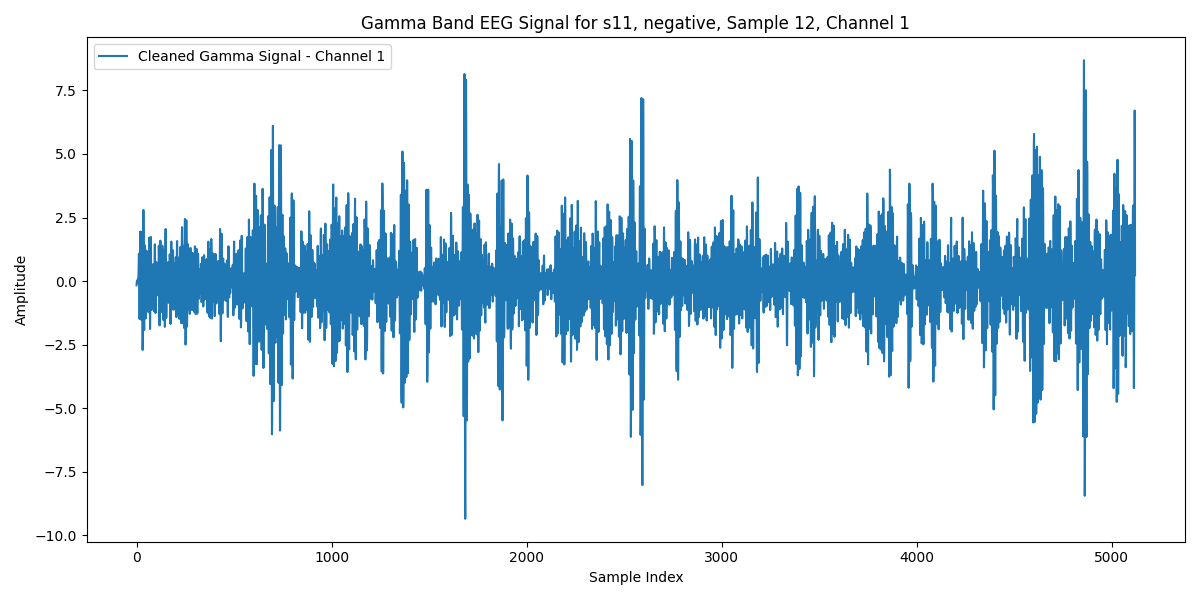 Gamma Band EEG Signal for s11, negative, Sample 12, Channel 1
Cleaned Gamma Signal - Channel 1
Amplitude
7.5
5.0
2.5
0.0
−2.5
−5.0
−7.5
−10.0
0 1000 2000 3000 4000 5000
Sample Index